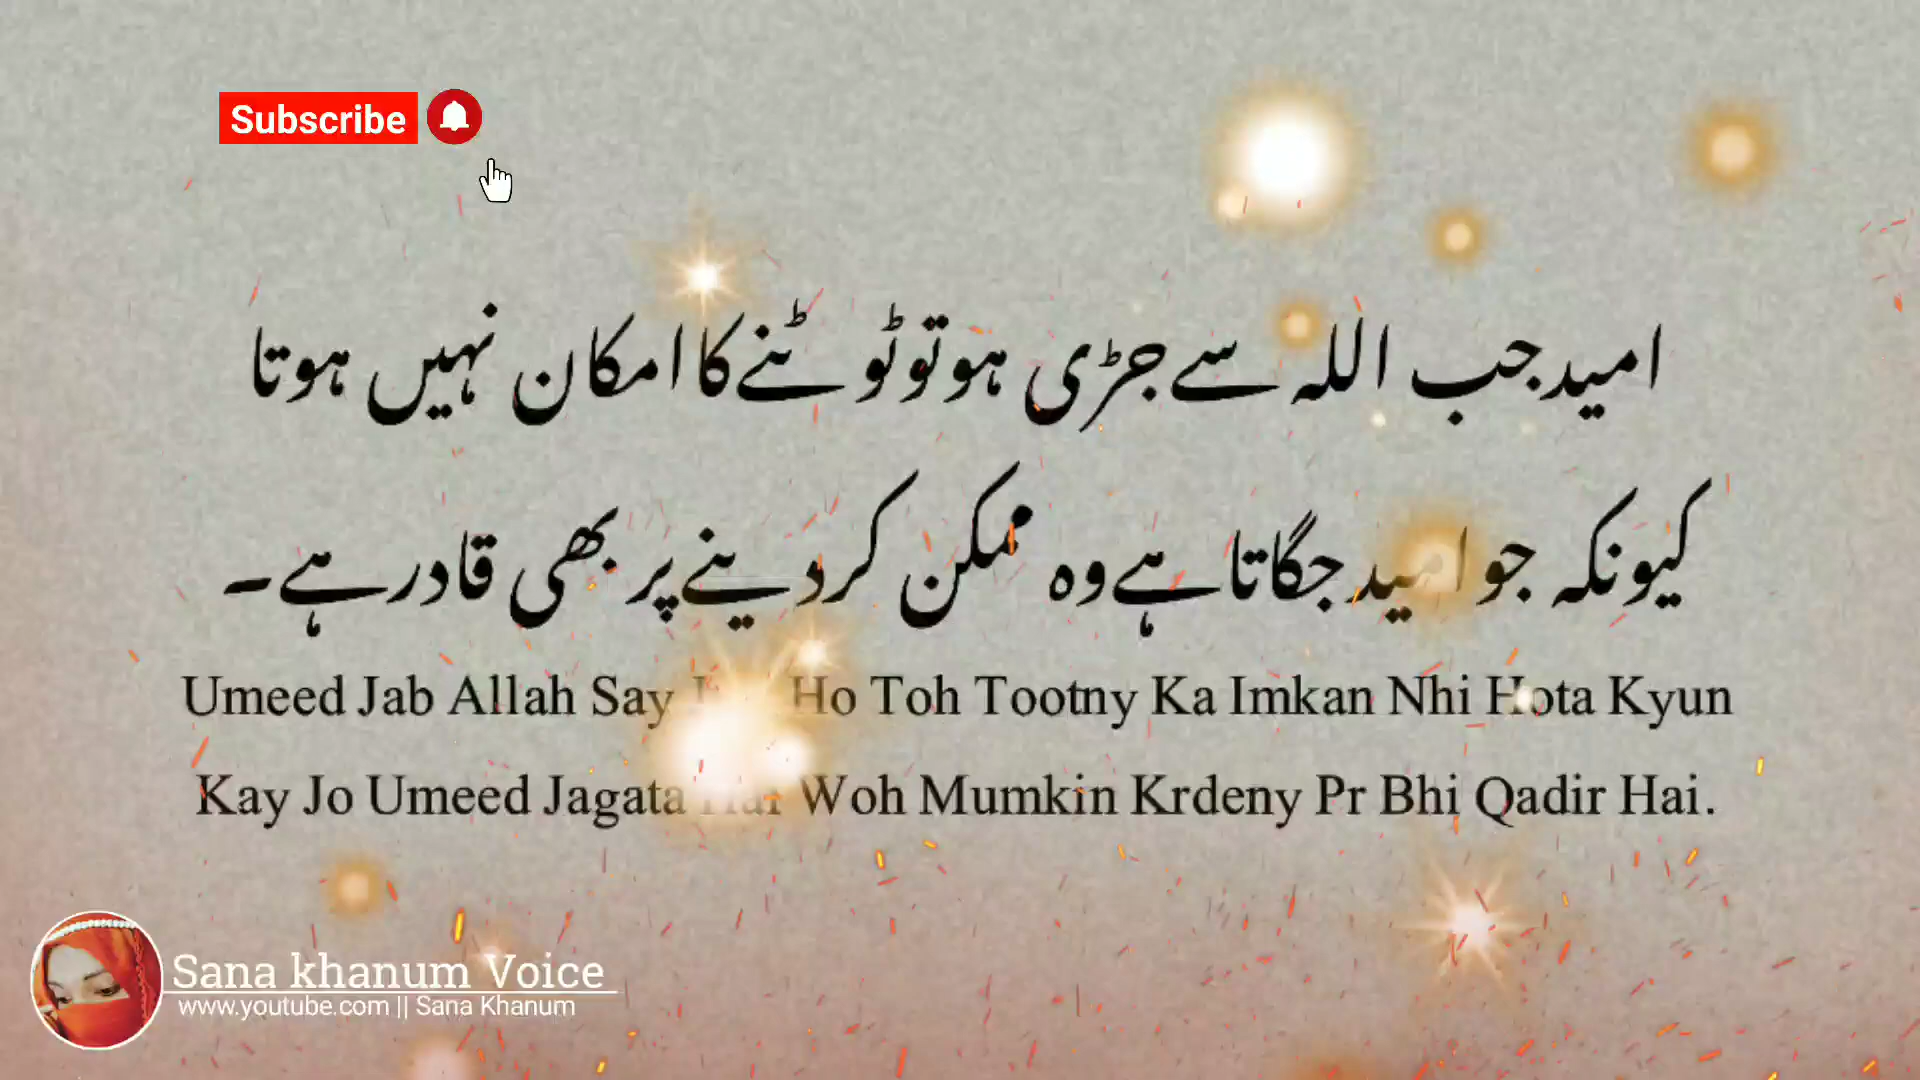 Subscribe
امید جب اللہ سے جڑی ہو تو ٹوٹنے کا امکان نہیں ہوتا
کیونکہ جو امید جگاتا ہے وہ ممکن کردینے پر بھی قادر ہے۔
Umeed Jab Allah Say Ho Toh Tootny Ka Imkan Nhi Hota Kyun
Kay Jo Umeed Jagata Hai Woh Mumkin Krdeny Pr Bhi Qadir Hai.
Sana khanum Voice
www.youtube.com || Sana Khanum